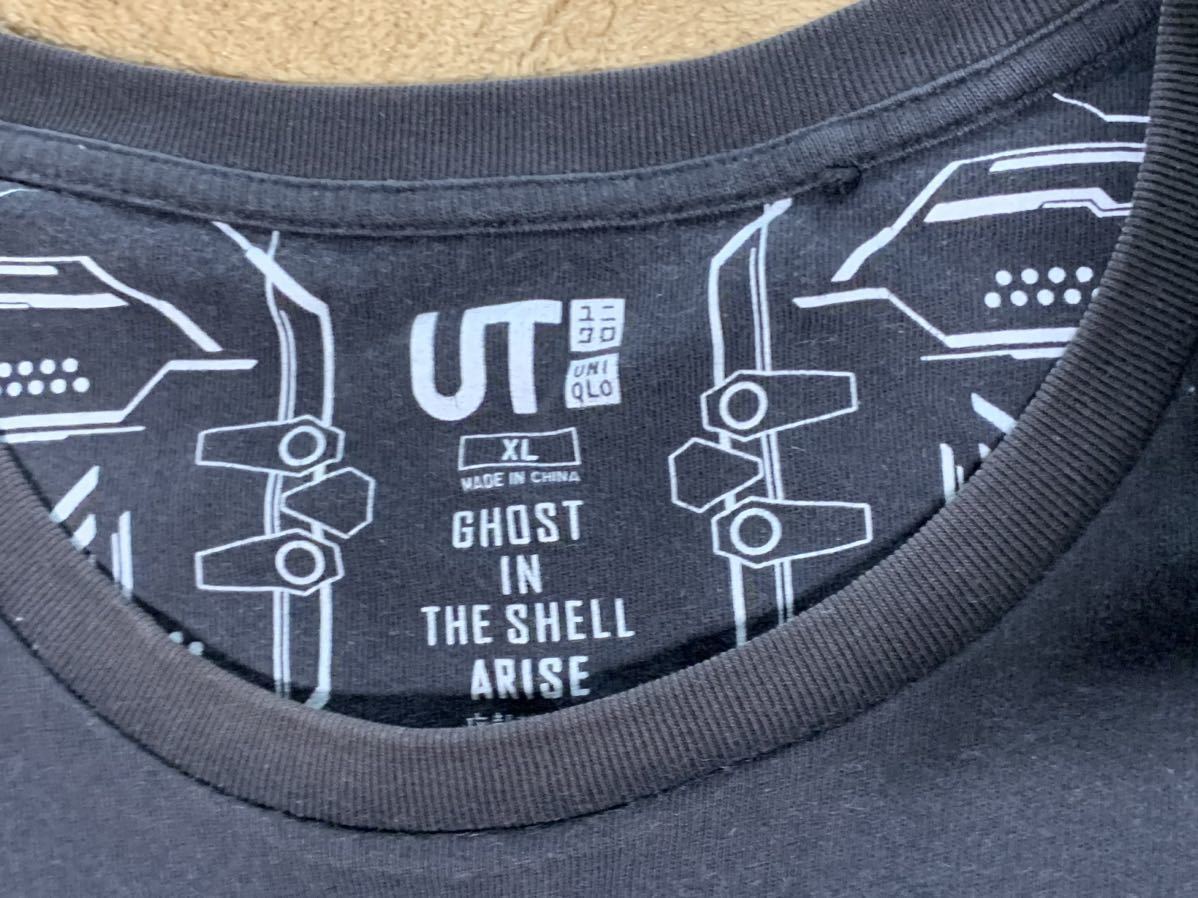 UT
ユニ
クロ
UNI
QLO
XL
MADE IN CHINA
GHOST
IN
THE SHELL
ARISE